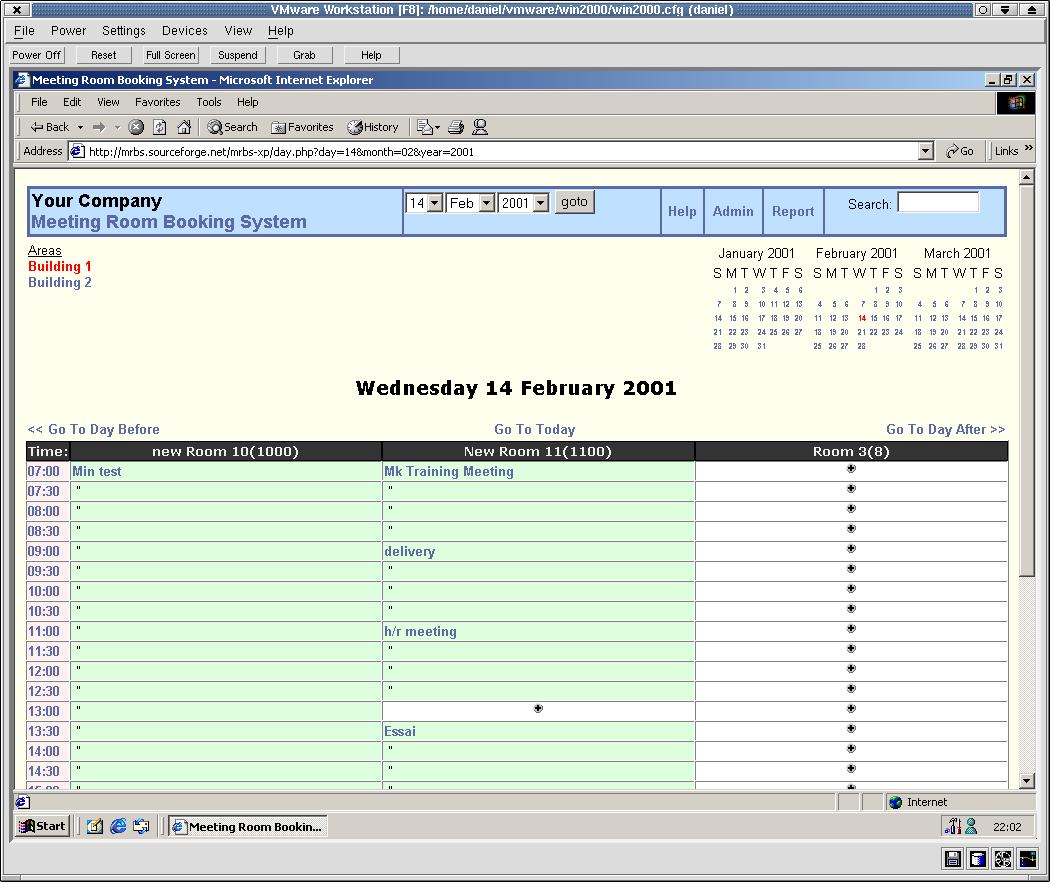 VMware Workstation [F8]: /home/daniel/vmware/win2000/win2000.cfg (daniel)
File Power Settings Devices View Help
Power Off Reset Full Screen Suspend Grab Help
Meeting Room Booking System - Microsoft Internet Explorer
File Edit View Favorites Tools Help
Back Search Favorites History
Address http://mrbs.sourceforge.net/mrbs-xp/day.php?day=14&month=02&year=2001 Go Links »
Your Company
Meeting Room Booking System
14 Feb 2001 goto
Help Admin Report Search:
Areas
Building 1
Building 2
January 2001 February 2001 March 2001
S M T W T F S S M T W T F S S M T W T F S
1 2 3 4 5 6 1 2 3 1 2 3
7 8 9 10 11 12 13 4 5 6 7 8 9 10 4 5 6 7 8 9 10
14 15 16 17 18 19 20 11 12 13 14 15 16 17 11 12 13 14 15 16 17
21 22 23 24 25 26 27 18 19 20 21 22 23 24 18 19 20 21 22 23 24
28 29 30 31 25 26 27 28 25 26 27 28 29 30 31
Wednesday 14 February 2001
<< Go To Day Before Go To Today Go To Day After >>
Time: new Room 10(1000) New Room 11(1100) Room 3(8)
07:00 Min test Mk Training Meeting
07:30 " "
08:00 " "
08:30 " "
09:00 " delivery
09:30 " "
10:00 " "
10:30 " "
11:00 " h/r meeting
11:30 " "
12:00 " "
12:30 " "
13:00 "
13:30 " Essai
14:00 " "
14:30 " "
Internet
Start Meeting Room Bookin... 22:02